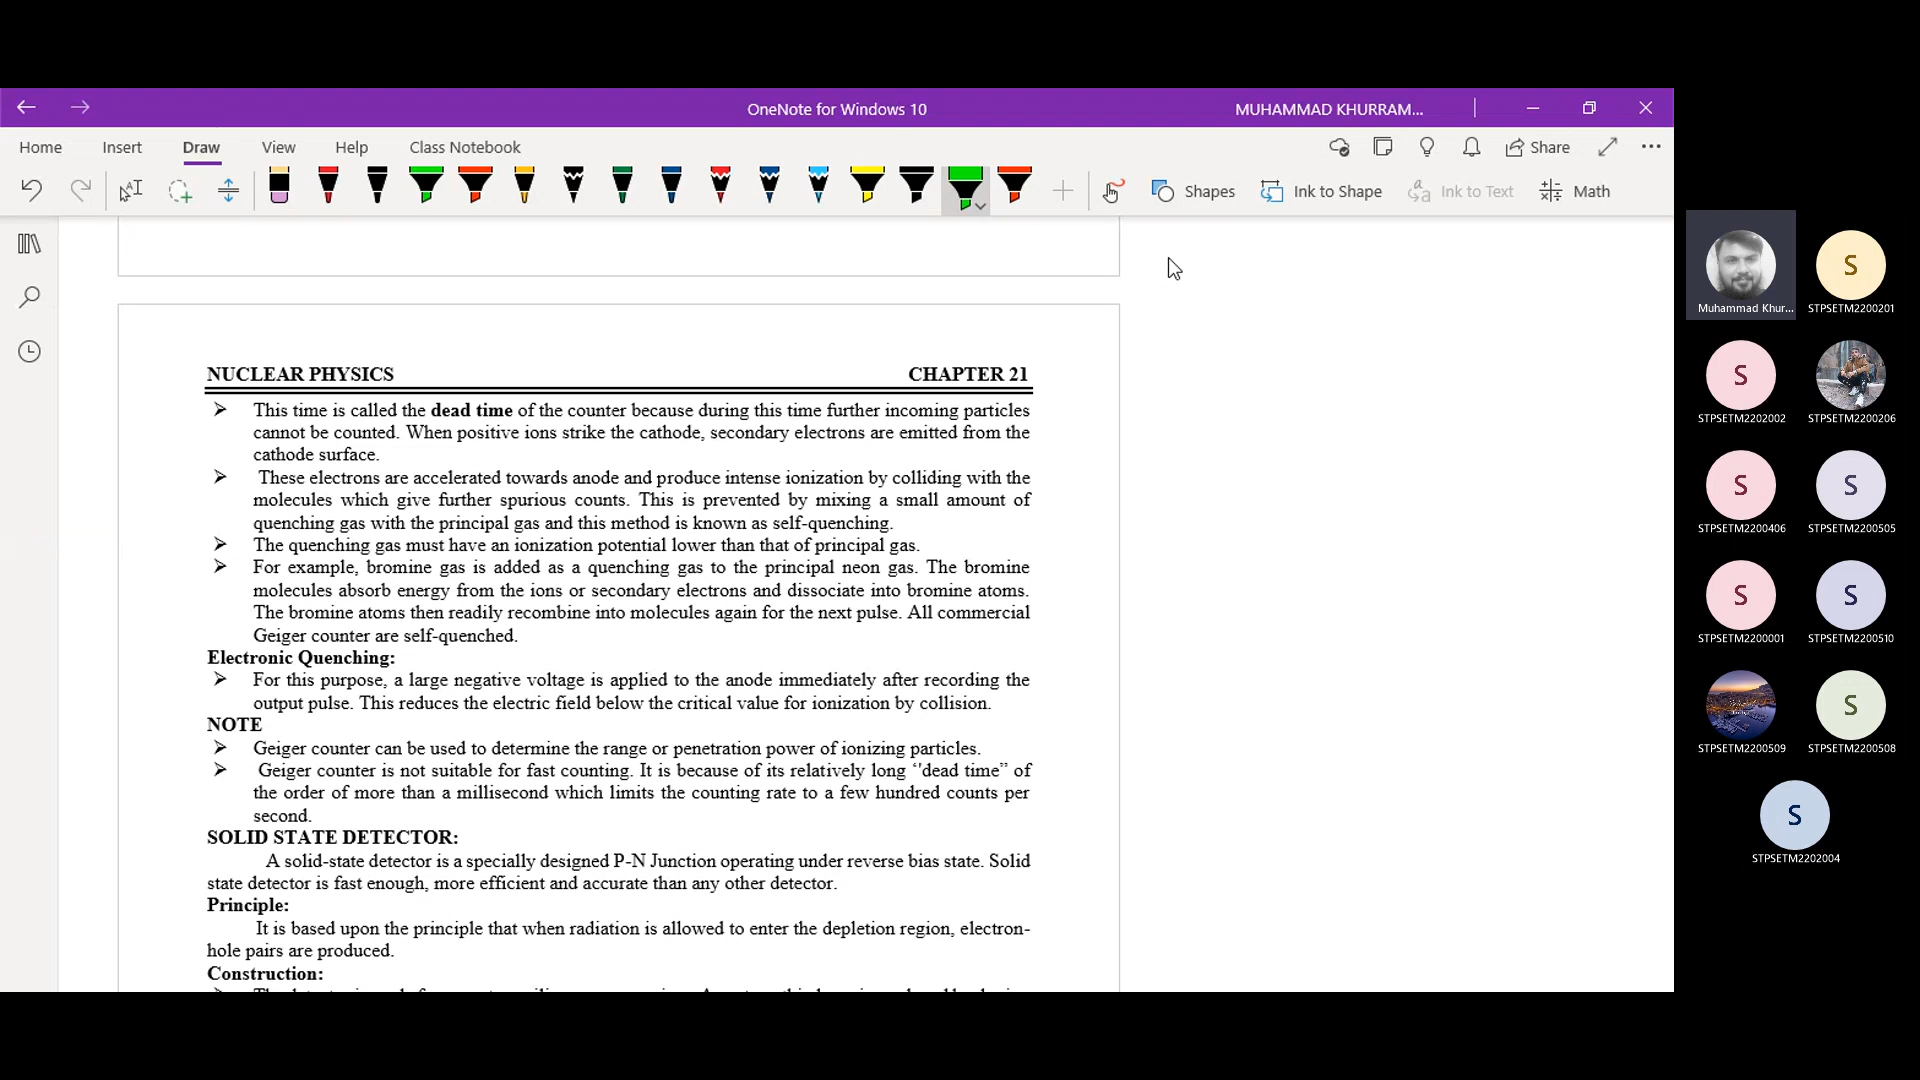 OneNote for Windows 10
MUHAMMAD KHURRAM...
Home Insert Draw View Help Class Notebook
Share
Shapes Ink to Shape Ink to Text Math
NUCLEAR PHYSICS CHAPTER 21
➤ This time is called the dead time of the counter because during this time further incoming particles
cannot be counted. When positive ions strike the cathode, secondary electrons are emitted from the
cathode surface.
➤ These electrons are accelerated towards anode and produce intense ionization by colliding with the
molecules which give further spurious counts. This is prevented by mixing a small amount of
quenching gas with the principal gas and this method is known as self-quenching.
➤ The quenching gas must have an ionization potential lower than that of principal gas.
➤ For example, bromine gas is added as a quenching gas to the principal neon gas. The bromine
molecules absorb energy from the ions or secondary electrons and dissociate into bromine atoms.
The bromine atoms then readily recombine into molecules again for the next pulse. All commercial
Geiger counter are self-quenched.
Electronic Quenching:
➤ For this purpose, a large negative voltage is applied to the anode immediately after recording the
output pulse. This reduces the electric field below the critical value for ionization by collision.
NOTE
➤ Geiger counter can be used to determine the range or penetration power of ionizing particles.
➤ Geiger counter is not suitable for fast counting. It is because of its relatively long ‘'dead time” of
the order of more than a millisecond which limits the counting rate to a few hundred counts per
second.
SOLID STATE DETECTOR:
A solid-state detector is a specially designed P-N Junction operating under reverse bias state. Solid
state detector is fast enough, more efficient and accurate than any other detector.
Principle:
It is based upon the principle that when radiation is allowed to enter the depletion region, electron-
hole pairs are produced.
Construction:
Muhammad Khur...
S
STPSETM2200201
S
STPSETM2202002
STPSETM2200206
S
STPSETM2200406
S
STPSETM2200505
S
STPSETM2200001
S
STPSETM2200510
STPSETM2200509
S
STPSETM2200508
S
STPSETM2202004